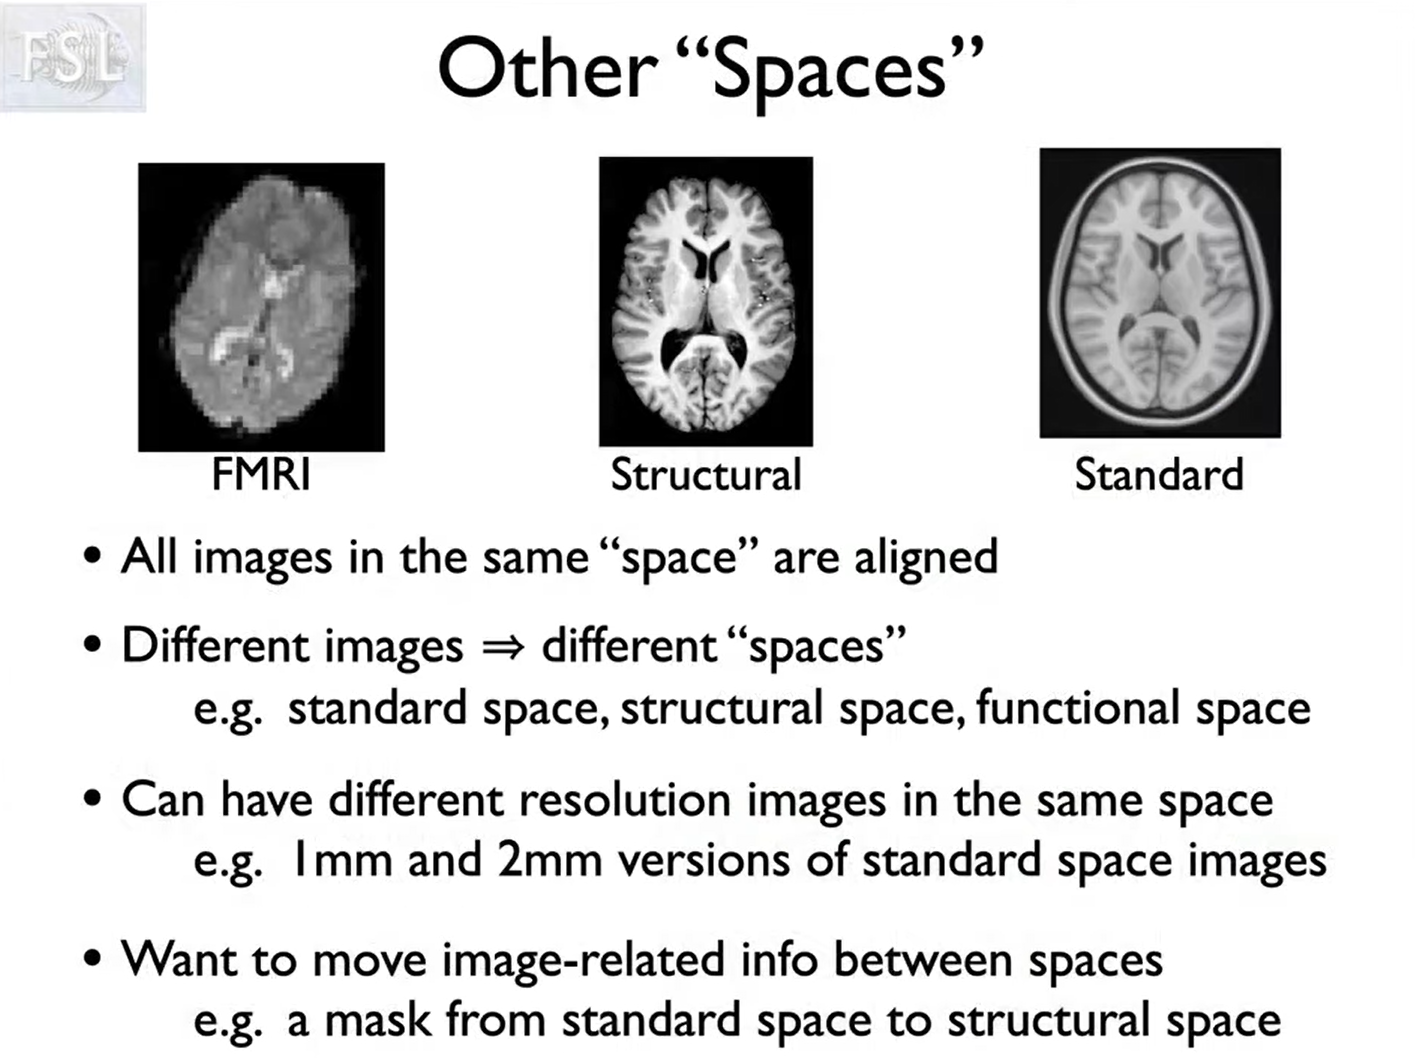 FSL
Other “Spaces”
FMRI
Structural
Standard
• All images in the same “space” are aligned
• Different images ⇒ different “spaces”
e.g. standard space, structural space, functional space
• Can have different resolution images in the same space
e.g. 1mm and 2mm versions of standard space images
• Want to move image-related info between spaces
e.g. a mask from standard space to structural space